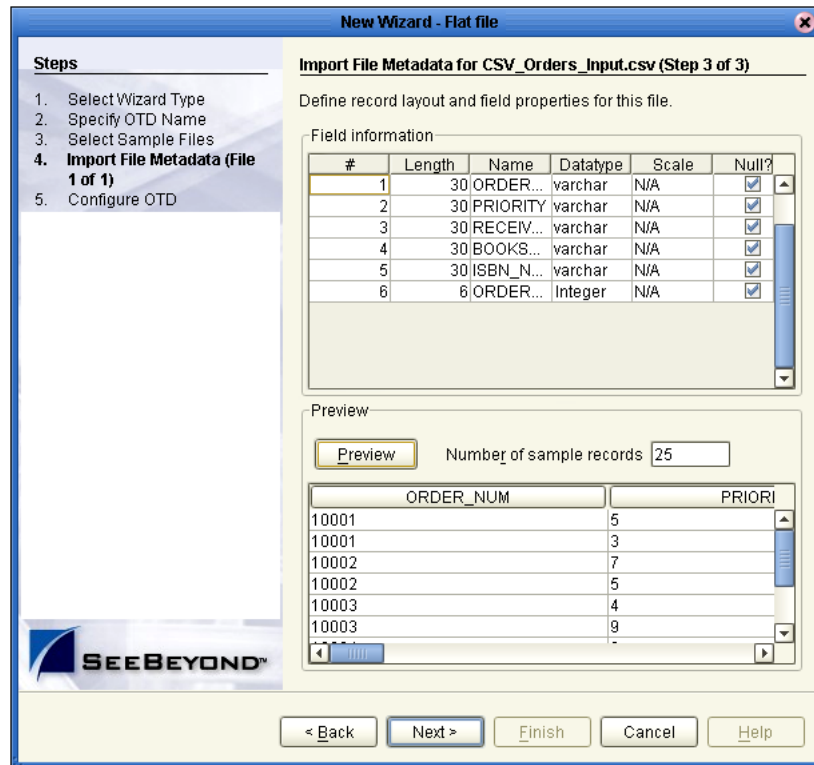 New Wizard - Flat file
Steps
1. Select Wizard Type
2. Specify OTD Name
3. Select Sample Files
4. Import File Metadata (File
1 of 1)
5. Configure OTD
SEEBEYOND™
Import File Metadata for CSV_Orders_Input.csv (Step 3 of 3)
Define record layout and field properties for this file.
Field information
# Length Name Datatype Scale Null?
1 30 ORDER... varchar N/A
2 30 PRIORITY varchar N/A
3 30 RECEIV... varchar N/A
4 30 BOOKS... varchar N/A
5 30 ISBN_N... varchar N/A
6 6 ORDER... Integer N/A
Preview
Preview Number of sample records 25
ORDER_NUM PRIORI
10001 5
10001 3
10002 7
10002 5
10003 4
10003 9
< Back Next > Finish Cancel Help